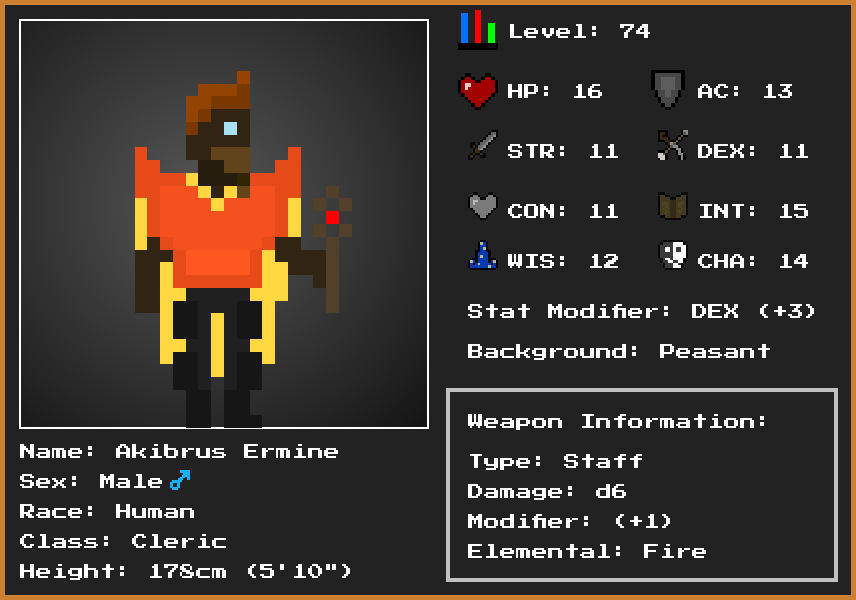 Level: 74
HP: 16
AC: 13
STR: 11
DEX: 11
CON: 11
INT: 15
WIS: 12
CHA: 14
Stat Modifier: DEX (+3)
Background: Peasant
Weapon Information:
Type: Staff
Damage: d6
Modifier: (+1)
Elemental: Fire
Name: Akibrus Ermine
Sex: Male ♂
Race: Human
Class: Cleric
Height: 178cm (5'10")